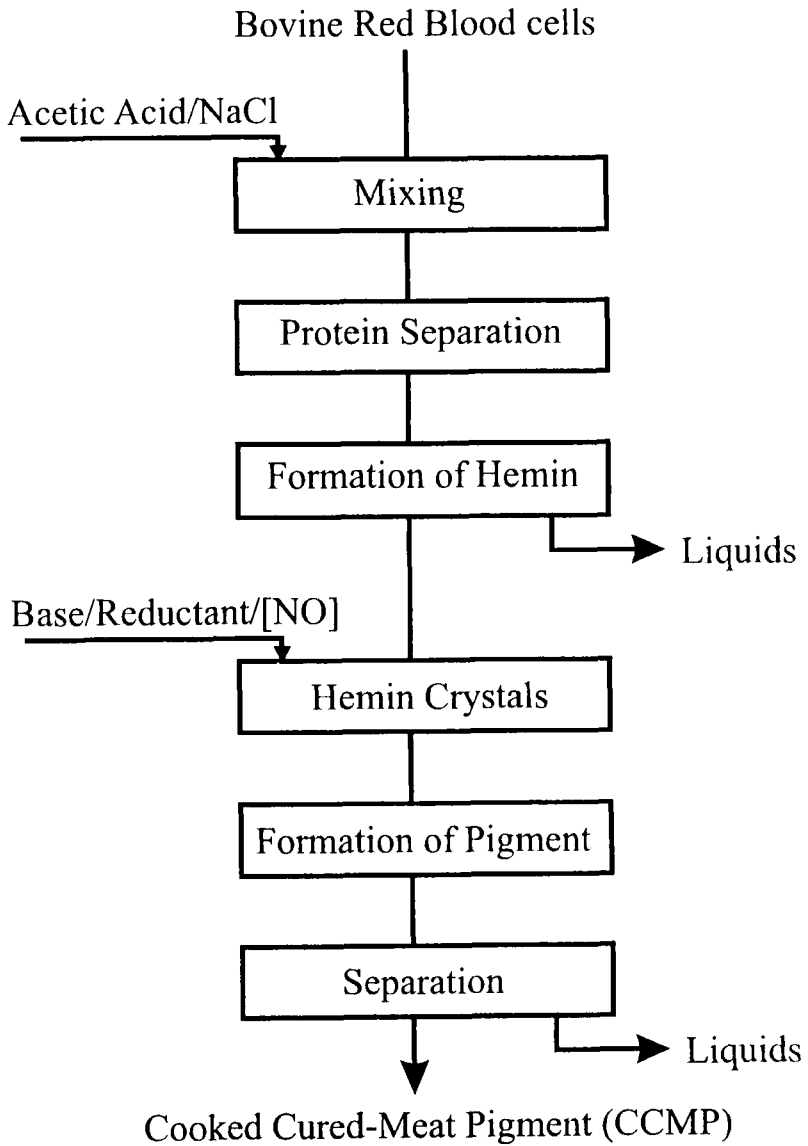 Bovine Red Blood cells
Acetic Acid/NaCl
Mixing
Protein Separation
Formation of Hemin
Liquids
Base/Reductant/[NO]
Hemin Crystals
Formation of Pigment
Separation
Liquids
Cooked Cured-Meat Pigment (CCMP)